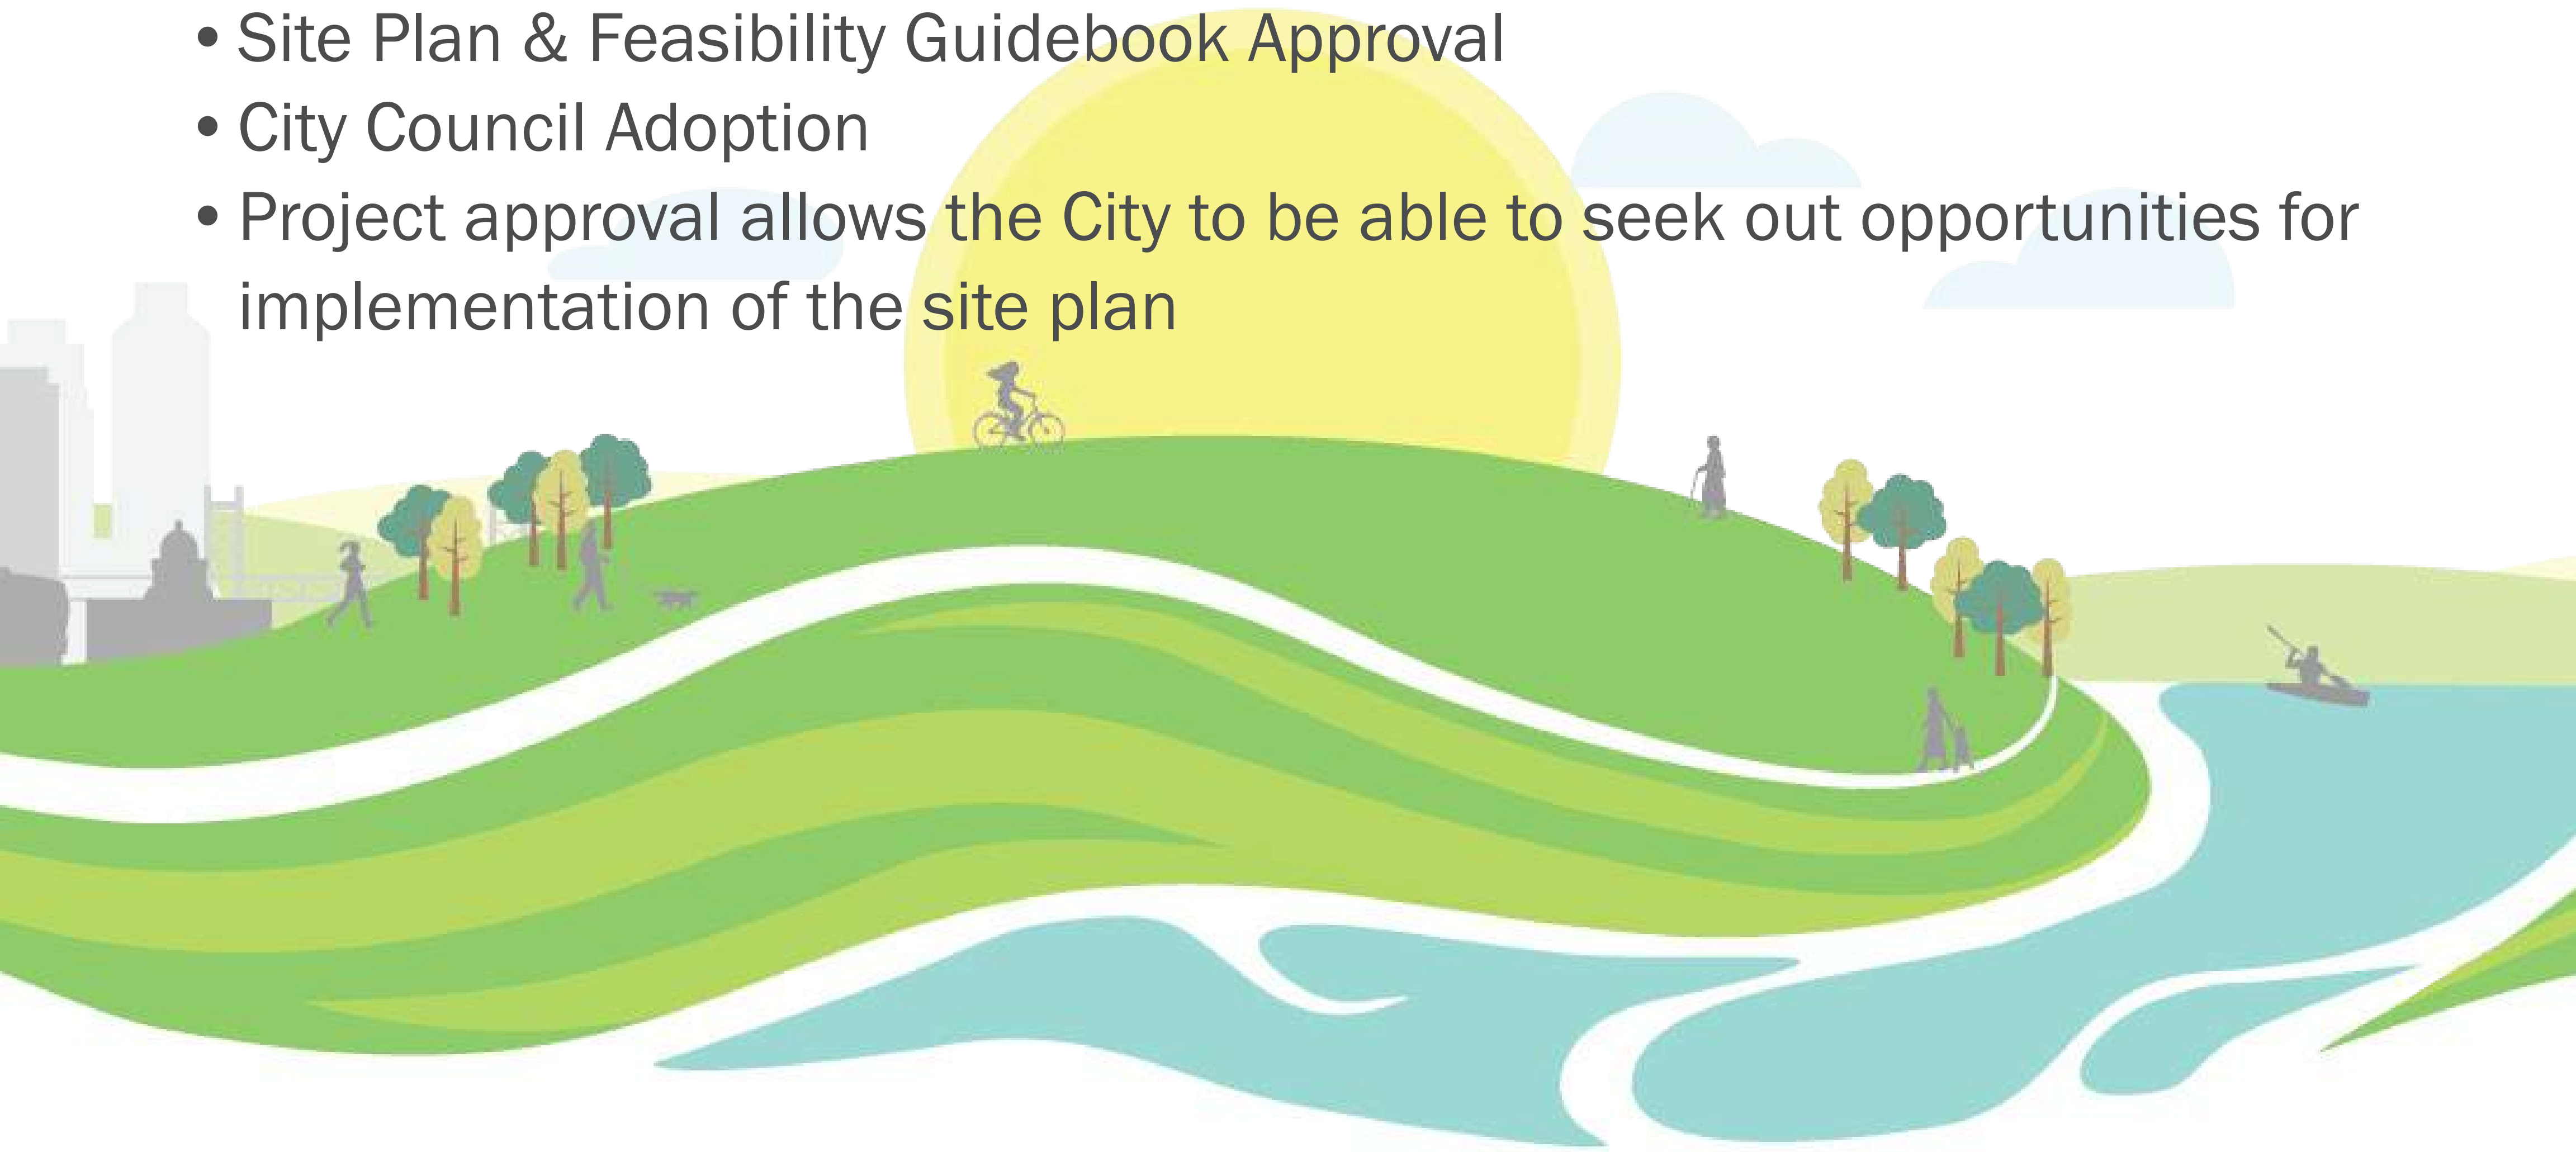 • Site Plan & Feasibility Guidebook Approval
• City Council Adoption
• Project approval allows the City to be able to seek out opportunities for
implementation of the site plan